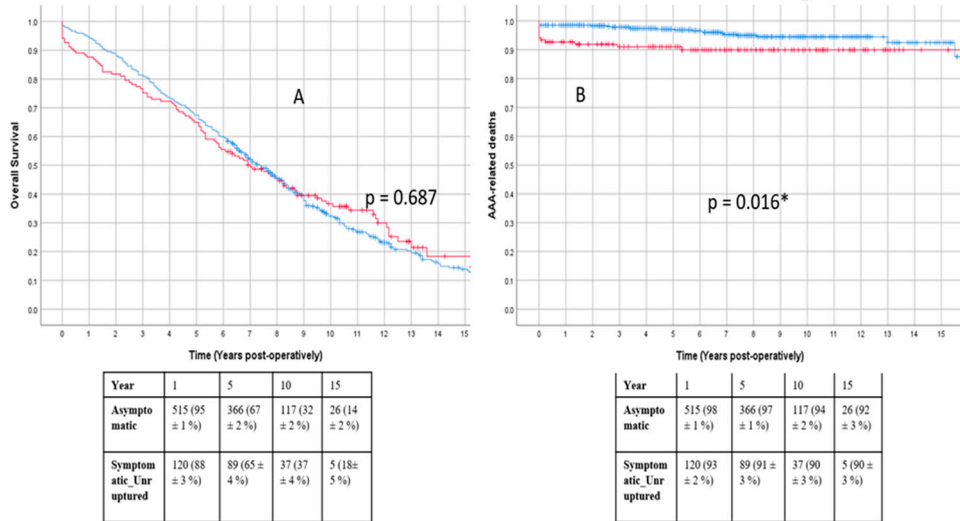 1.0
0.9
0.8
0.7
0.6
0.5
0.4
0.3
0.2
0.1
0.0
Overall Survival
A
p = 0.687
0 1 2 3 4 5 6 7 8 9 10 11 12 13 14 15
Time (Years post-operatively)
Year 1 5 10 15
Asympto 515 (95 366 (67 117 (32 26 (14
matic ± 1 %) ± 2 %) ± 2 %) ± 2%)
Symptom 120 (88 89 (65 ± 37 (37 5 (18±
atic_Unr ± 3 %) 4 %) ± 4 %) 5 %)
uptured
1.0
0.9
0.8
0.7
0.6
0.5
0.4
0.3
0.2
0.1
0.0
AAA-related deaths
B
p = 0.016*
0 1 2 3 4 5 6 7 8 9 10 11 12 13 14 15
Time (Years post-operatively)
Year 1 5 10 15
Asympto 515 (98 366 (97 117 (94 26 (92
matic ± 1 %) ± 1 %) ± 2 %) ± 3%)
Symptom 120 (93 89 (91 ± 37 (90 5 (90 ±
atic_Unr ± 2 %) 3 %) ± 3 %) 3 %)
uptured